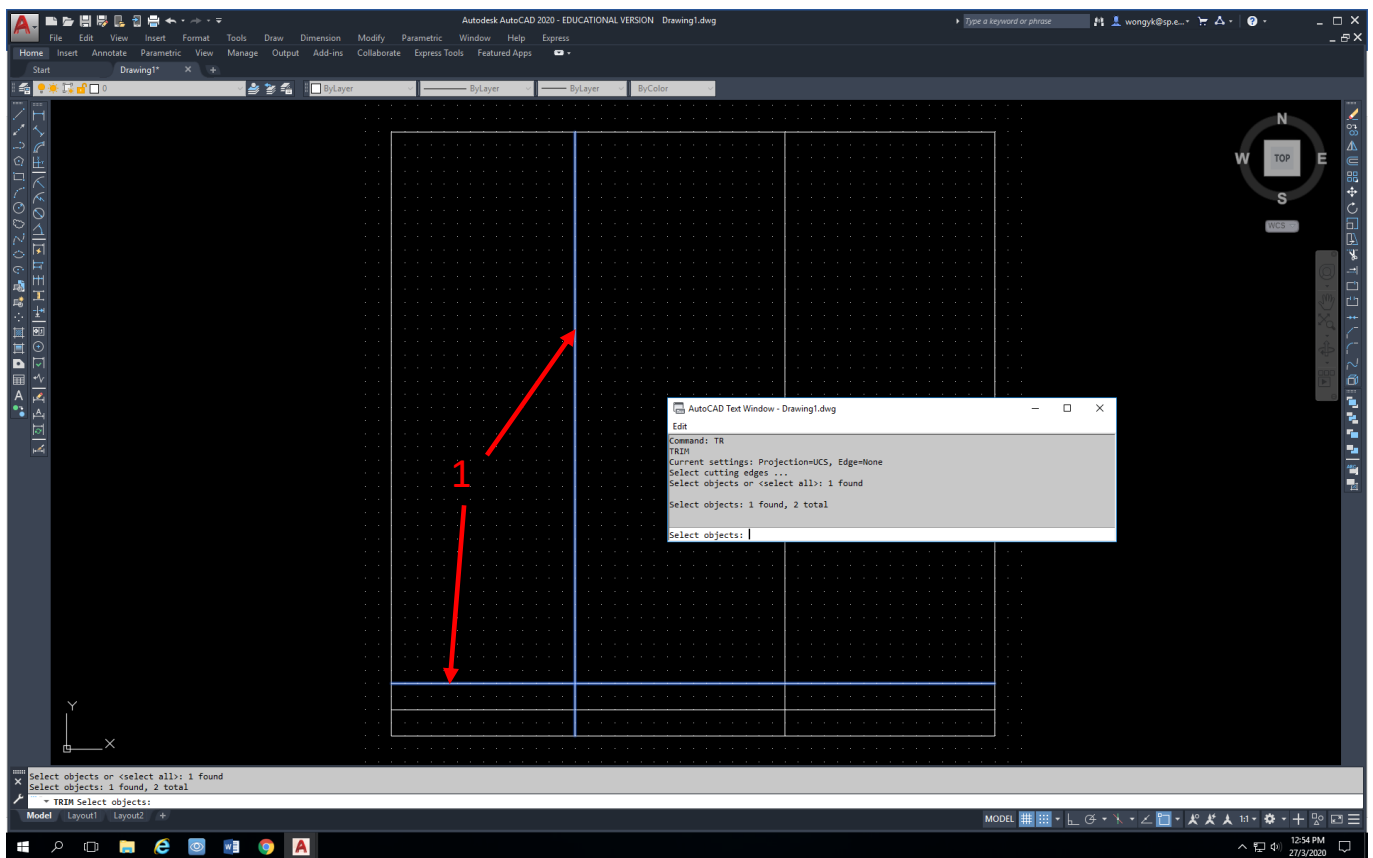 Autodesk AutoCAD 2020 - EDUCATIONAL VERSION Drawing1.dwg
Type a keyword or phrase
wongyk@sp.e...
File Edit View Insert Format Tools Draw Dimension Modify Parametric Window Help Express
Home Insert Annotate Parametric View Manage Output Add-ins Collaborate Express Tools Featured Apps
Start Drawing1*
0 ByLayer ByLayer ByLayer ByColor
N
W TOP E
S
WCS
AutoCAD Text Window - Drawing1.dwg
Edit
Command: TR
TRIM
Current settings: Projection=UCS, Edge=None
Select cutting edges ...
Select objects or <select all>: 1 found
Select objects: 1 found, 2 total
Select objects:
1
Y
X
Select objects or <select all>: 1 found
Select objects: 1 found, 2 total
TRIM Select objects:
Model Layout1 Layout2 +
MODEL 1:1
12:54 PM
27/3/2020